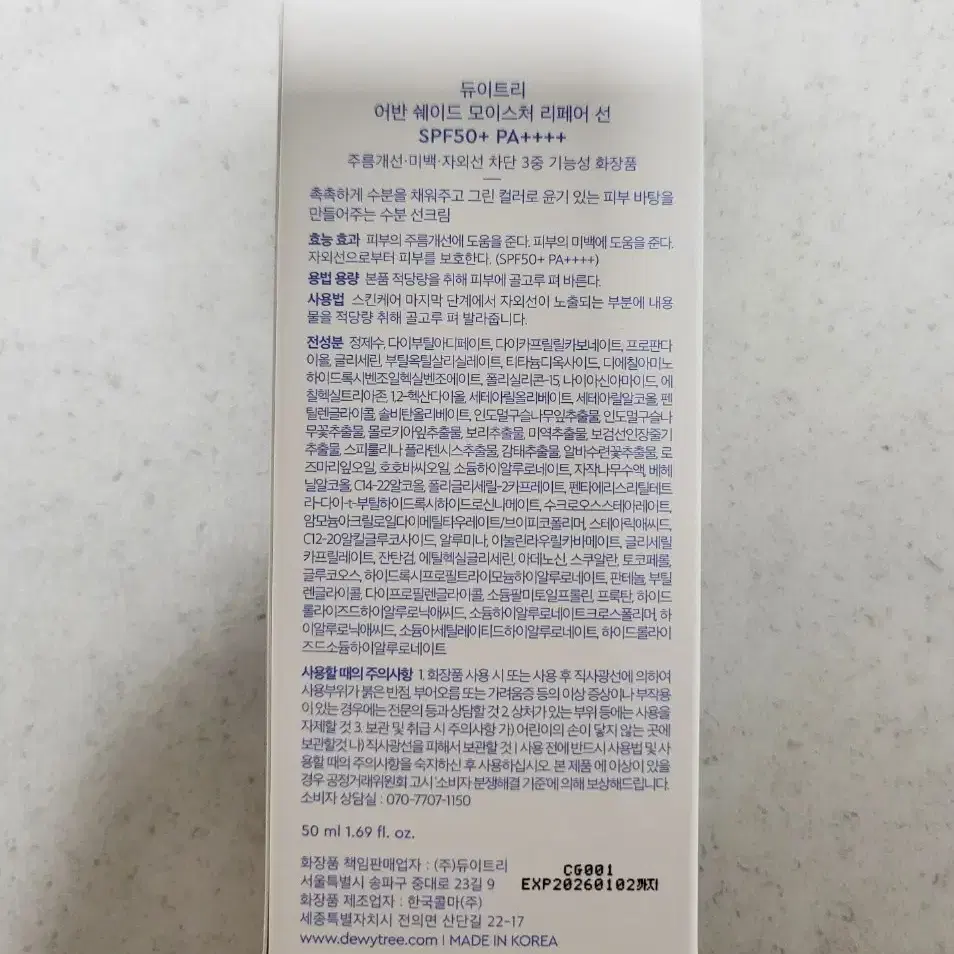 듀이트리
어반 쉐이드 모이스처 리페어 선
SPF50+ PA++++
주름개선·미백·자외선 차단 3중 기능성 화장품
촉촉하게 수분을 채워주고 그린 컬러로 윤기 있는 피부 바탕을
만들어주는 수분 선크림
효능 효과 피부의 주름개선에 도움을 준다. 피부의 미백에 도움을 준다.
자외선으로부터 피부를 보호한다. (SPF50+ PA++++)
용법 용량 본품 적당량을 취해 피부에 골고루 펴 바른다.
사용법 스킨케어 마지막 단계에서 자외선이 노출되는 부분에 내용
물을 적당량 취해 골고루 펴 발라줍니다.
전성분 정제수, 다이부틸아디페이트, 다이카프릴릴카보네이트, 프로판다
이올, 글리세린, 부틸옥틸살리실레이트, 티타늄디옥사이드, 디에칠아미노
하이드록시벤조일헥실벤조에이트, 폴리실리콘-15, 나이아신아마이드, 에
칠헥실트리아존, 1,2-헥산다이올, 세테아릴올리베이트, 세테아릴알코올, 펜
틸렌글라이콜, 솔비탄올리베이트, 인도멀구슬나무잎추출물, 인도멀구슬나
무꽃추출물, 몰로키아잎추출물, 보리추출물, 미역추출물, 보검선인장줄기
추출물, 스피룰리나 플라텐시스추출물, 감태추출물, 알바수련꽃추출물, 로
즈마리잎오일, 호호바씨오일, 소듐하이알루로네이트, 자작나무수액, 베헤
닐알코올, C14-22알코올, 폴리글리세릴-2카프레이트, 펜타에리스리틸테트
라-다이-t-부틸하이드록시하이드로신나메이트, 수크로오스스테아레이트,
암모늄아크릴로일다이메틸타우레이트/브이피코폴리머, 스테아릭애씨드,
C12-20알킬글루코사이드, 알루미나, 이눌린라우릴카바메이트, 글리세릴
카프릴레이트, 잔탄검, 에틸헥실글리세린, 아데노신, 스쿠알란, 토코페롤,
글루코오스, 하이드록시프로필트라이모늄하이알루로네이트, 판테놀, 부틸
렌글라이콜, 다이프로필렌글라이콜, 소듐팔미토일프롤린, 프룩탄, 하이드
롤라이즈드하이알루로닉애씨드, 소듐하이알루로네이트크로스폴리머, 하
이알루로닉애씨드, 소듐아세틸레이티드하이알루로네이트, 하이드롤라이
즈드소듐하이알루로네이트
사용할 때의 주의사항 1. 화장품 사용 시 또는 사용 후 직사광선에 의하여
사용부위가 붉은 반점, 부어오름 또는 가려움증 등의 이상 증상이나 부작용
이 있는 경우에는 전문의 등과 상담할 것 2. 상처가 있는 부위 등에는 사용을
자제할 것 3. 보관 및 취급 시 주의사항 가) 어린이의 손이 닿지 않는 곳에
보관할것 나) 직사광선을 피해서 보관할 것 | 사용 전에 반드시 사용법 및 사
용할 때의 주의사항을 숙지하신 후 사용하십시오. 본 제품 에 이상이 있을
경우 공정거래위원회 고시 '소비자 분쟁해결 기준'에 의해 보상해드립니다.
소비자 상담실 : 070-7707-1150
50 ml 1.69 fl. oz.
화장품 책임판매업자 : (주)듀이트리
서울특별시 송파구 중대로 23길 9
화장품 제조업자 : 한국콜마(주)
세종특별자치시 전의면 산단길 22-17
www.dewytree.com | MADE IN KOREA
CG001
EXP20260102까지